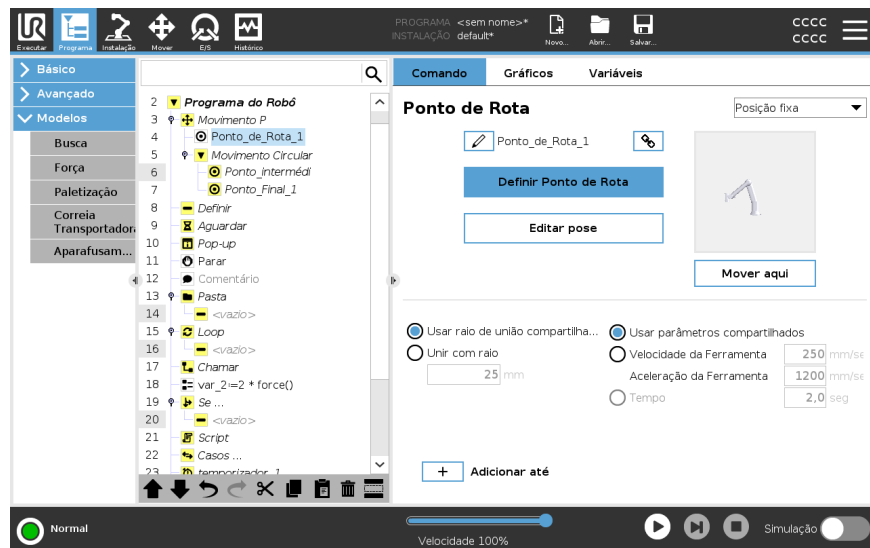 PROGRAMA <sem nome>*
INSTALAÇÃO default*
CCCC
CCCC
Executar Programa Instalação Mover E/S Histórico Novo... Abrir... Salvar...
Básico
Avançado
Modelos
Busca
Força
Paletização
Correia
Transportador
Aparafusam...
2 Programa do Robô
3 Movimento P
4 Ponto_de_Rota_1
5 Movimento Circular
6 Ponto_intermédi
7 Ponto_Final_1
8 Definir
9 Aguardar
10 Pop-up
11 Parar
12 Comentário
13 Pasta
14 <vazio>
15 Loop
16 <vazio>
17 Chamar
18 var_2:=2 * force()
19 Se ...
20 <vazio>
21 Script
22 Casos ...
23 temporizador_1
Comando Gráficos Variáveis
Ponto de Rota
Posição fixa
Ponto_de_Rota_1
Definir Ponto de Rota
Editar pose
Mover aqui
Usar raio de união compartilha...
Unir com raio
25 mm
Usar parâmetros compartilhados
Velocidade da Ferramenta 250 mm/se
Aceleração da Ferramenta 1200 mm/se
Tempo 2,0 seg
+ Adicionar até
Normal
Velocidade 100%
Simulação